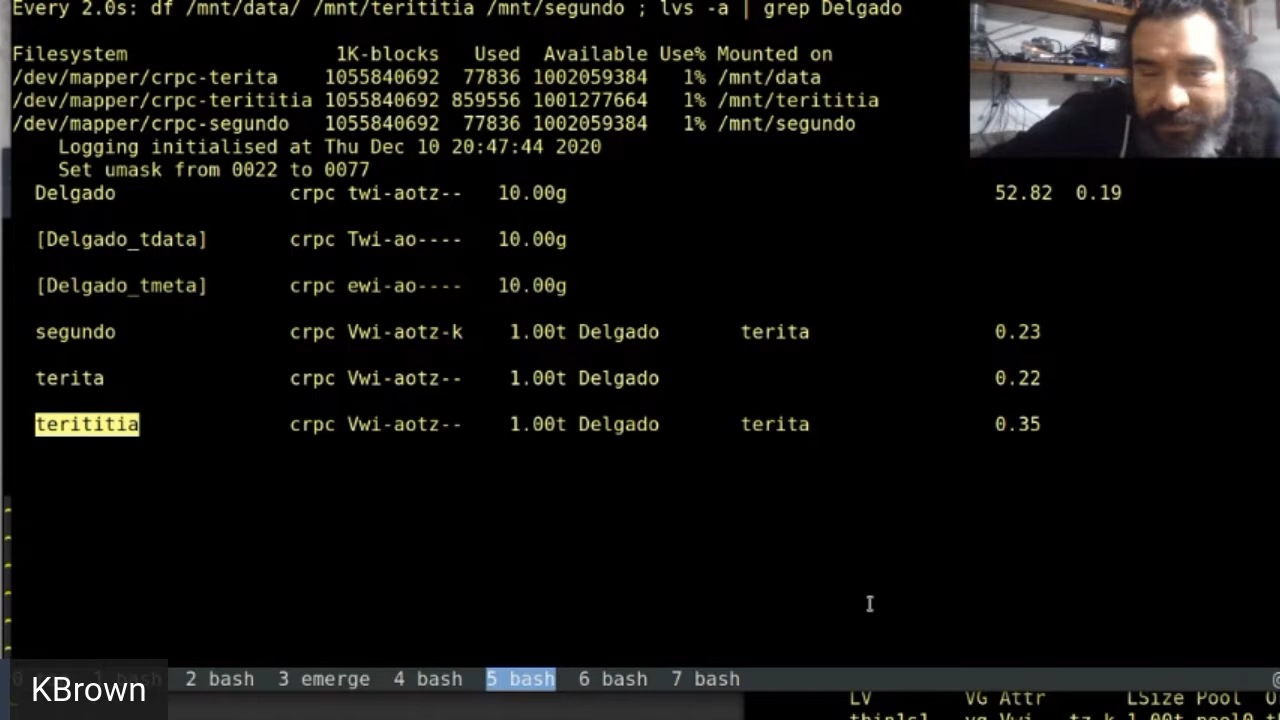 Every 2.0s: df /mnt/data/ /mnt/terititia /mnt/segundo ; lvs -a | grep Delgado
Filesystem 1K-blocks Used Available Use% Mounted on
/dev/mapper/crpc-terita 1055840692 77836 1002059384 1% /mnt/data
/dev/mapper/crpc-terititia 1055840692 859556 1001277664 1% /mnt/terititia
/dev/mapper/crpc-segundo 1055840692 77836 1002059384 1% /mnt/segundo
Logging initialised at Thu Dec 10 20:47:44 2020
Set umask from 0022 to 0077
Delgado crpc twi-aotz-- 10.00g 52.82 0.19
[Delgado_tdata] crpc Twi-ao---- 10.00g
[Delgado_tmeta] crpc ewi-ao---- 10.00g
segundo crpc Vwi-aotz-k 1.00t Delgado terita 0.23
terita crpc Vwi-aotz-- 1.00t Delgado 0.22
terititia crpc Vwi-aotz-- 1.00t Delgado terita 0.35
1 bash 2 bash 3 emerge 4 bash 5 bash 6 bash 7 bash
KBrown
LV VG Attr LSize Pool